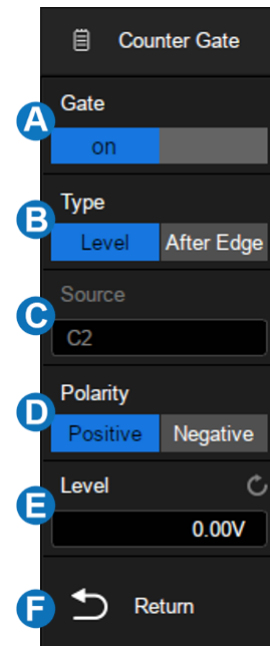 Counter Gate
A
Gate
on
B
Type
Level After Edge
C
Source
C2
D
Polarity
Positive Negative
E
Level
0.00V
F
Return